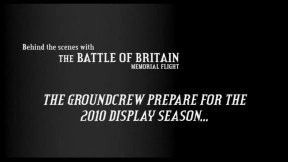 Behind the scenes with
THE BATTLE OF BRITAIN
MEMORIAL FLIGHT
THE GROUNDCREW PREPARE FOR THE
2010 DISPLAY SEASON...